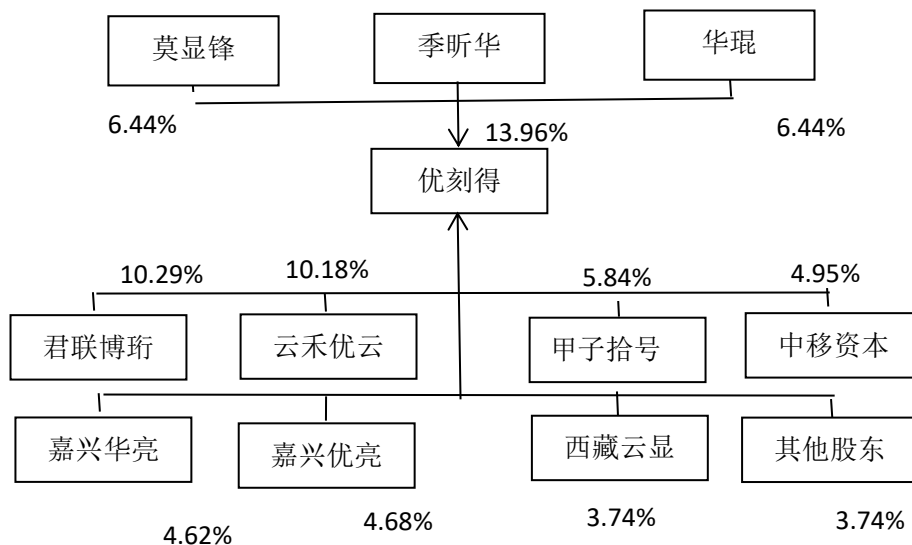 莫显锋 季昕华 华琨
6.44% 13.96% 6.44%
优刻得
10.29% 10.18% 5.84% 4.95%
君联博珩 云禾优云 甲子拾号 中移资本
嘉兴华亮 嘉兴优亮 西藏云显 其他股东
4.62% 4.68% 3.74% 3.74%